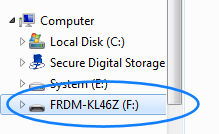 Computer
Local Disk (C:)
Secure Digital Storage
System (E:)
FRDM-KL46Z (F:)